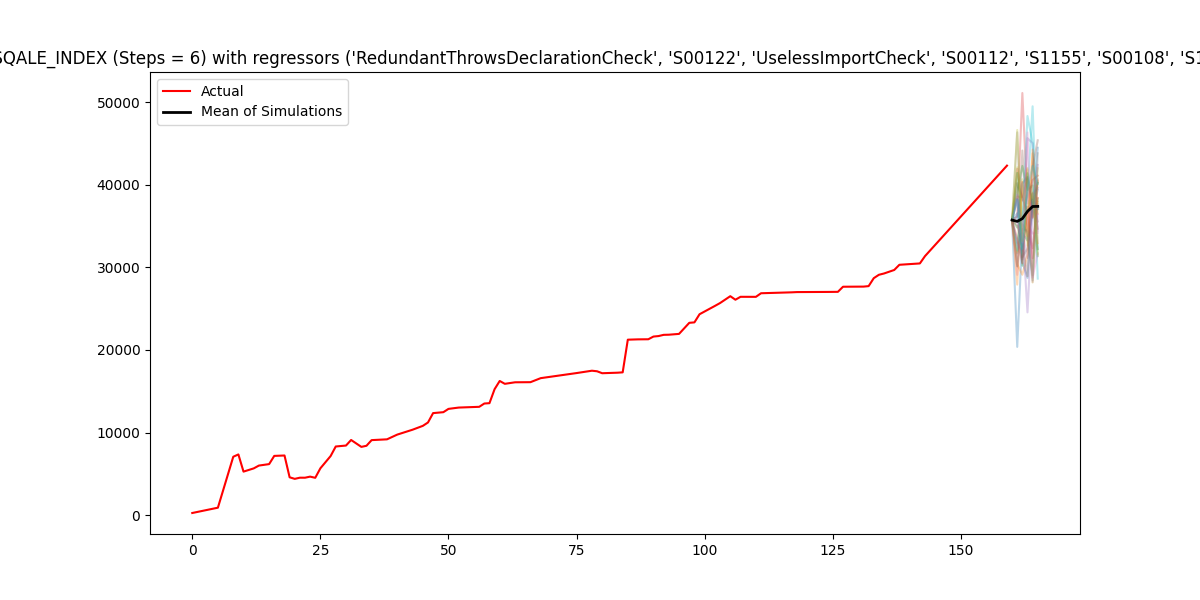 SQALE_INDEX (Steps = 6) with regressors ('RedundantThrowsDeclarationCheck', 'S00122', 'UselessImportCheck', 'S00112', 'S1155', 'S00108', 'S1
Actual
Mean of Simulations
50000
40000
30000
20000
10000
0
0 25 50 75 100 125 150